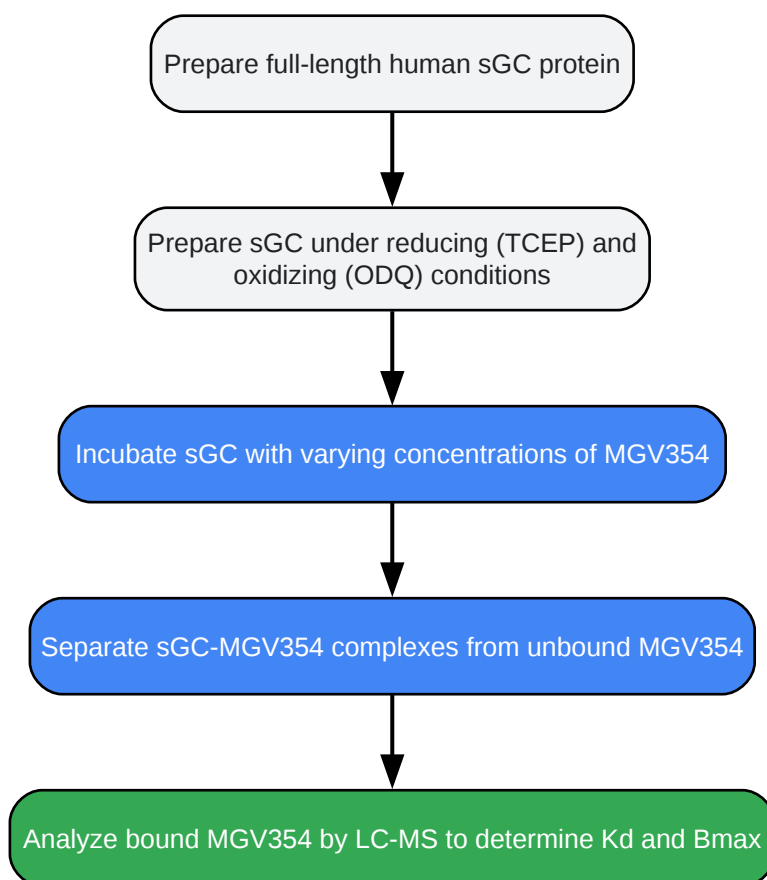 Prepare full-length human sGC protein
Prepare sGC under reducing (TCEP) and
oxidizing (ODQ) conditions
Incubate sGC with varying concentrations of MGV354
Separate sGC-MGV354 complexes from unbound MGV354
Analyze bound MGV354 by LC-MS to determine Kd and Bmax